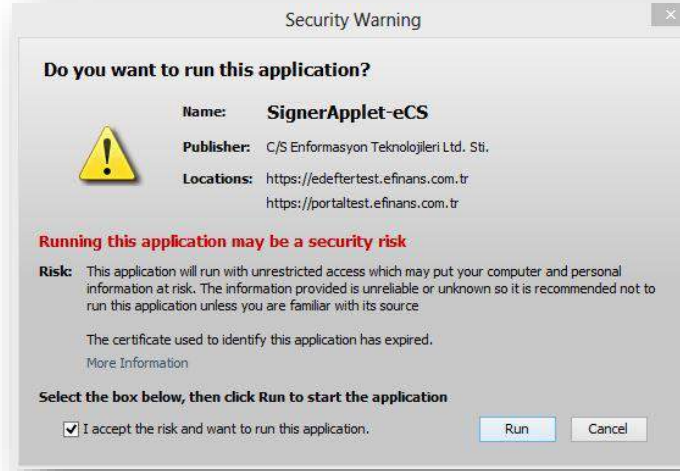 Security Warning
Do you want to run this application?
Name: SignerApplet-eCS
Publisher: C/S Enformasyon Teknolojileri Ltd. Sti.
Locations: https://edeftertest.efinans.com.tr
https://portaltest.efinans.com.tr
Running this application may be a security risk
Risk: This application will run with unrestricted access which may put your computer and personal
information at risk. The information provided is unreliable or unknown so it is recommended not to
run this application unless you are familiar with its source
The certificate used to identify this application has expired.
More Information
Select the box below, then click Run to start the application
I accept the risk and want to run this application.
Run Cancel